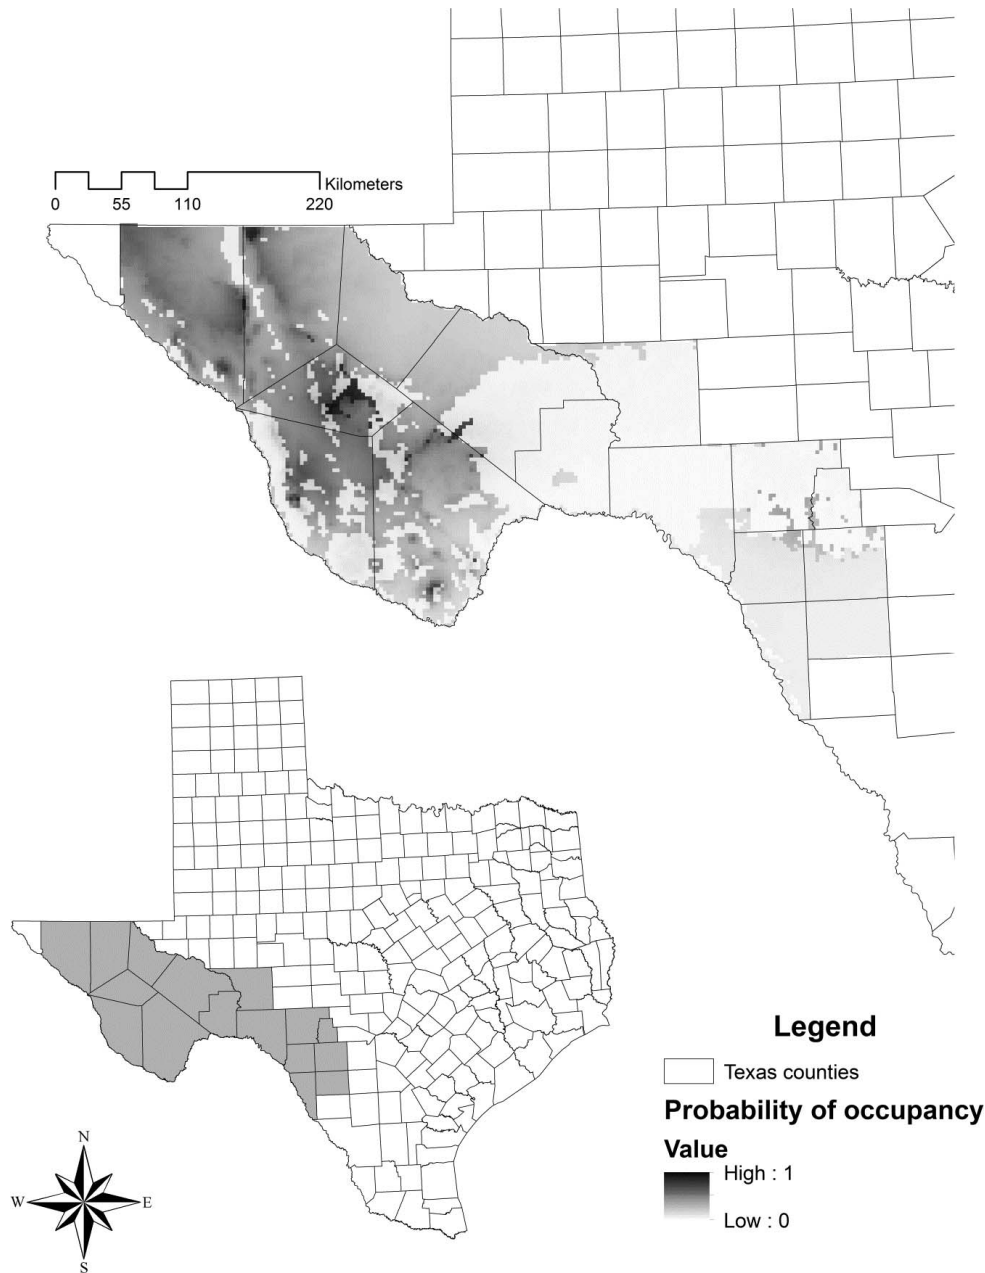 Kilometers
0 55 110 220
Legend
Texas counties
Probability of occupancy
Value
High : 1
Low : 0
N
W E
S